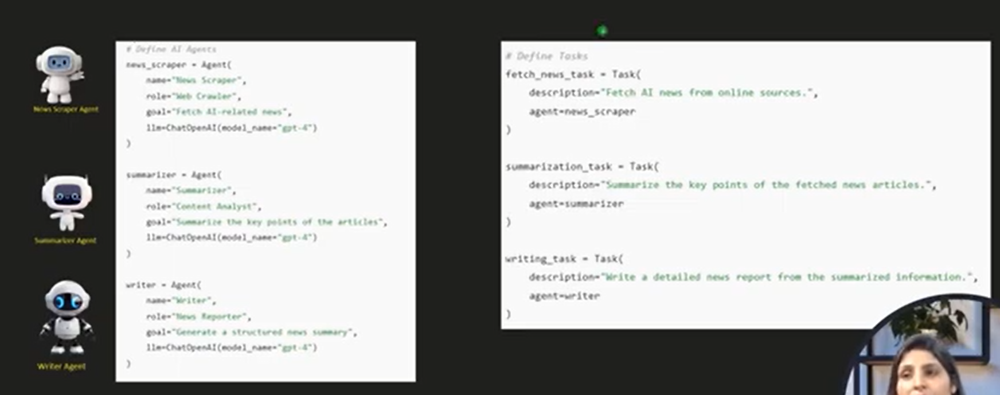 News Scraper Agent
Summarizer Agent
Writer Agent
# Define AI Agents
news_scraper = Agent(
    name="News Scraper",
    role="Web Crawler",
    goal="Fetch AI-related news",
    llm=ChatOpenAI(model_name="gpt-4")
)
summarizer = Agent(
    name="Summarizer",
    role="Content Analyst",
    goal="Summarize the key points of the articles",
    llm=ChatOpenAI(model_name="gpt-4")
)
writer = Agent(
    name="Writer",
    role="News Reporter",
    goal="Generate a structured news summary",
    llm=ChatOpenAI(model_name="gpt-4")
)
# Define Tasks
fetch_news_task = Task(
    description="Fetch AI news from online sources.",
    agent=news_scraper
)
summarization_task = Task(
    description="Summarize the key points of the fetched news articles.",
    agent=summarizer
)
writing_task = Task(
    description="Write a detailed news report from the summarized information.",
    agent=writer
)